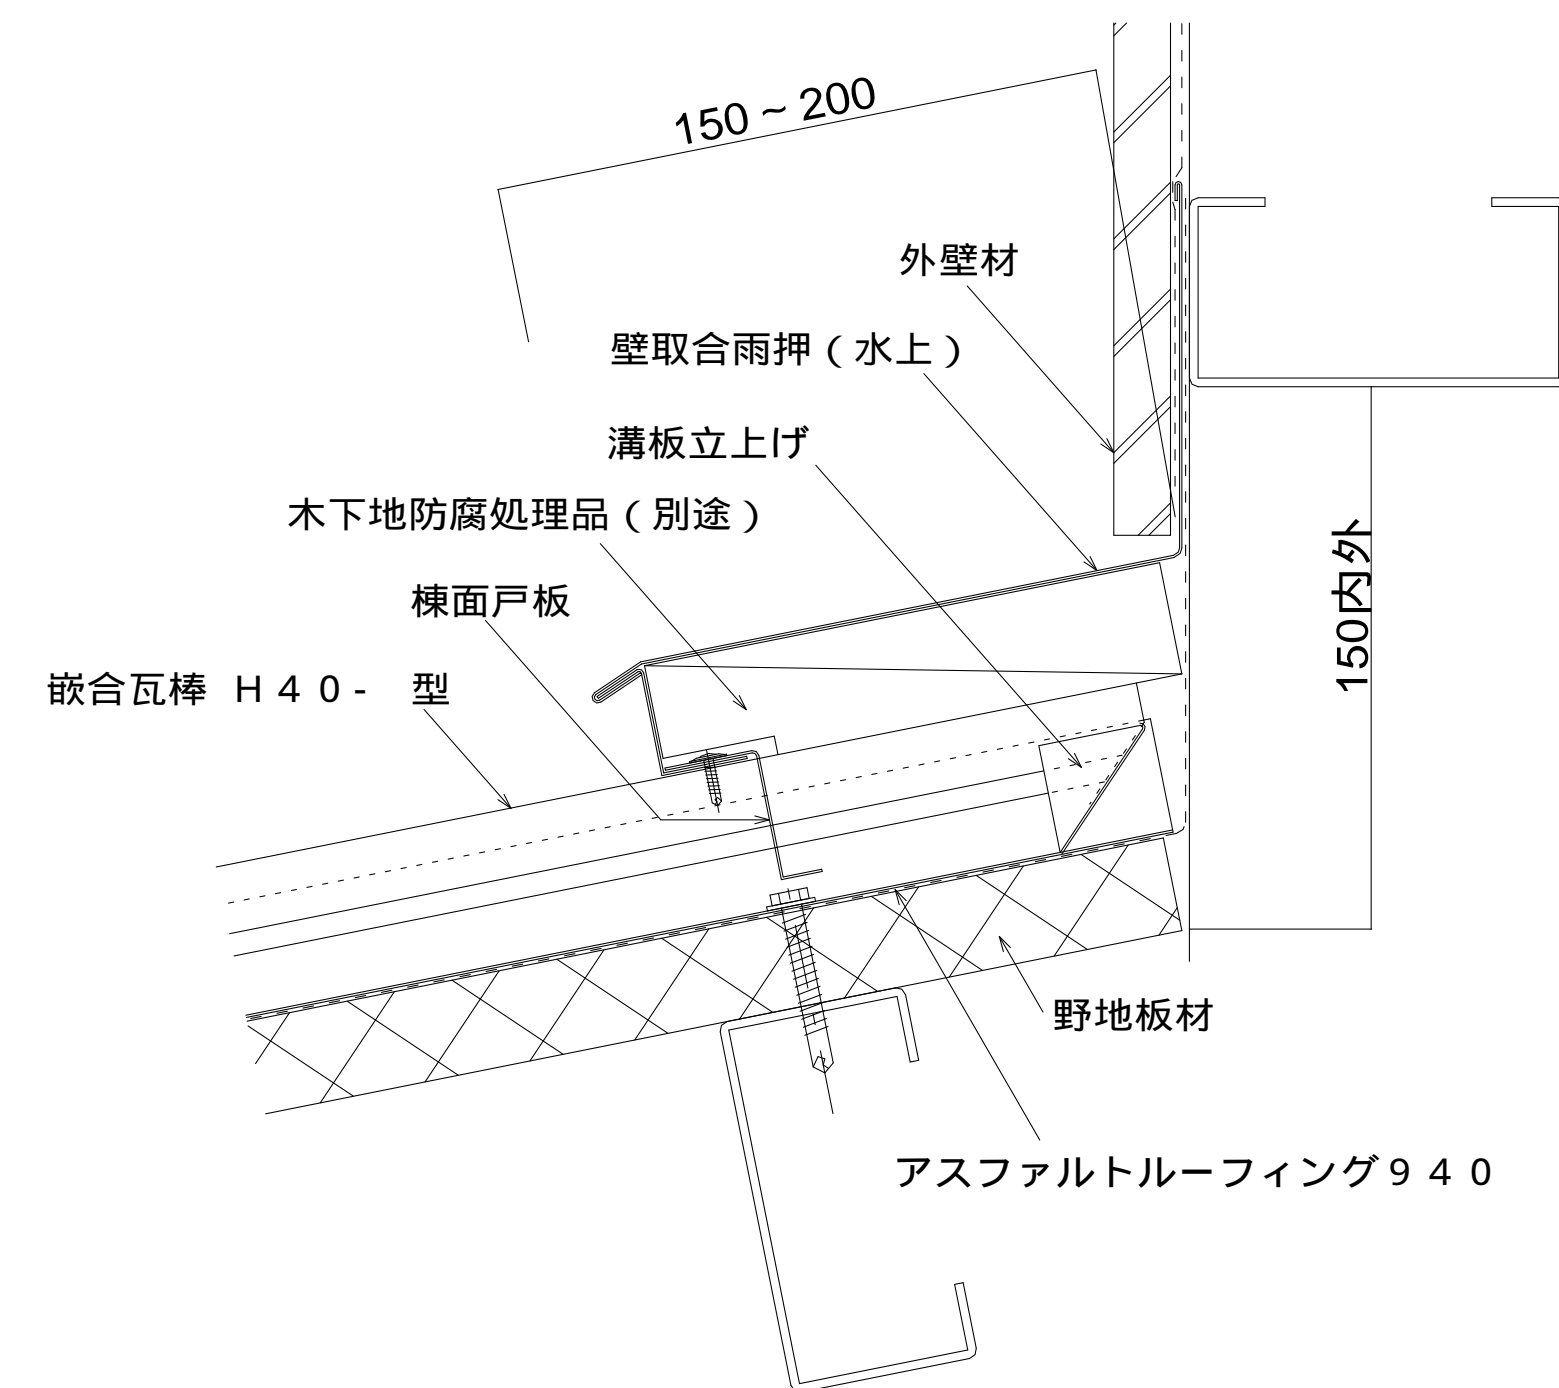 150~200
外壁材
壁取合雨押(水上)
溝板立上げ
木下地防腐処理品(別途)
棟面戸板
嵌合瓦棒 H40- 型
150内外
野地板材
アスファルトルーフィング940